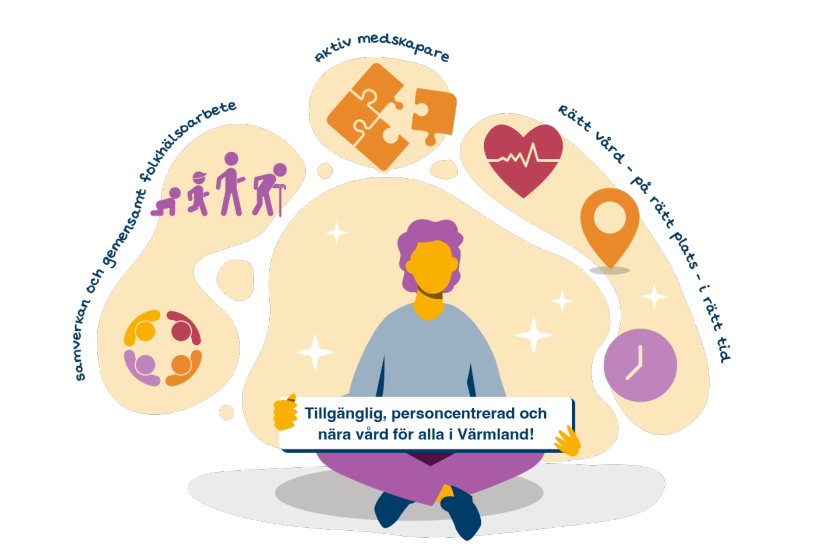 Aktiv medskapare
samverkan och gemensamt folkhälsoarbete
Rätt vård - på rätt plats - i rätt tid
Tillgänglig, personcentrerad och
nära vård för alla i Värmland!